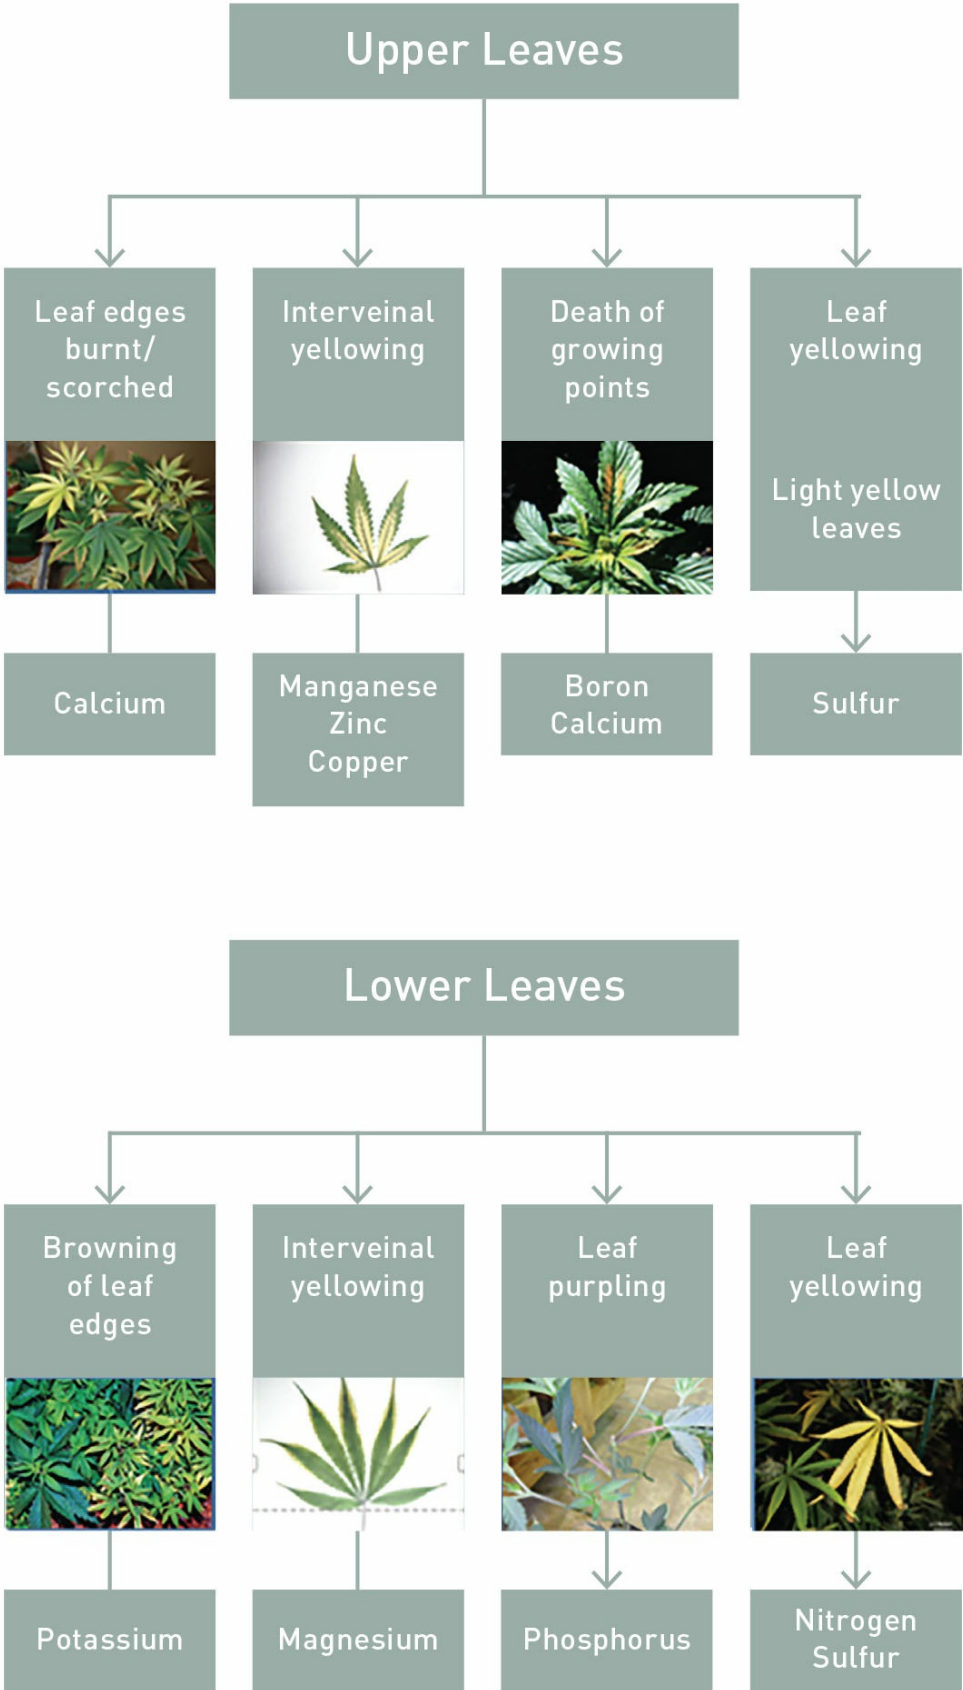 Upper Leaves
Leaf edges
burnt/
scorched
Interveinal
yellowing
Death of
growing
points
Leaf
yellowing
Light yellow
leaves
Calcium
Manganese
Zinc
Copper
Boron
Calcium
Sulfur
Lower Leaves
Browning
of leaf
edges
Interveinal
yellowing
Leaf
purpling
Leaf
yellowing
Potassium
Magnesium
Phosphorus
Nitrogen
Sulfur